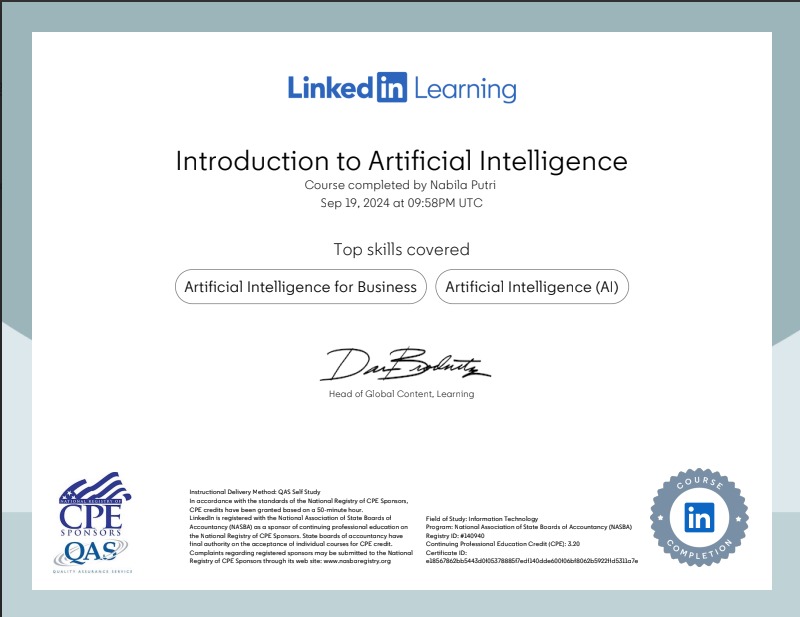 LinkedIn Learning
Introduction to Artificial Intelligence
Course completed by Nabila Putri
Sep 19, 2024 at 09:58PM UTC
Top skills covered
Artificial Intelligence for Business
Artificial Intelligence (AI)
Head of Global Content, Learning
NATIONAL REGISTRY OF
CPE
SPONSORS
QAS
QUALITY ASSURANCE SERVICE
Instructional Delivery Method: QAS Self Study
In accordance with the standards of the National Registry of CPE Sponsors,
CPE credits have been granted based on a 50-minute hour.
LinkedIn is registered with the National Association of State Boards of
Accountancy (NASBA) as a sponsor of continuing professional education on
the National Registry of CPE Sponsors. State boards of accountancy have
final authority on the acceptance of individual courses for CPE credit.
Complaints regarding registered sponsors may be submitted to the National
Registry of CPE Sponsors through its web site: www.nasbaregistry.org
Field of Study: Information Technology
Program: National Association of State Boards of Accountancy (NASBA)
Registry ID: #140940
Continuing Professional Education Credit (CPE): 3.20
Certificate ID:
COURSE
in
COMPLETION